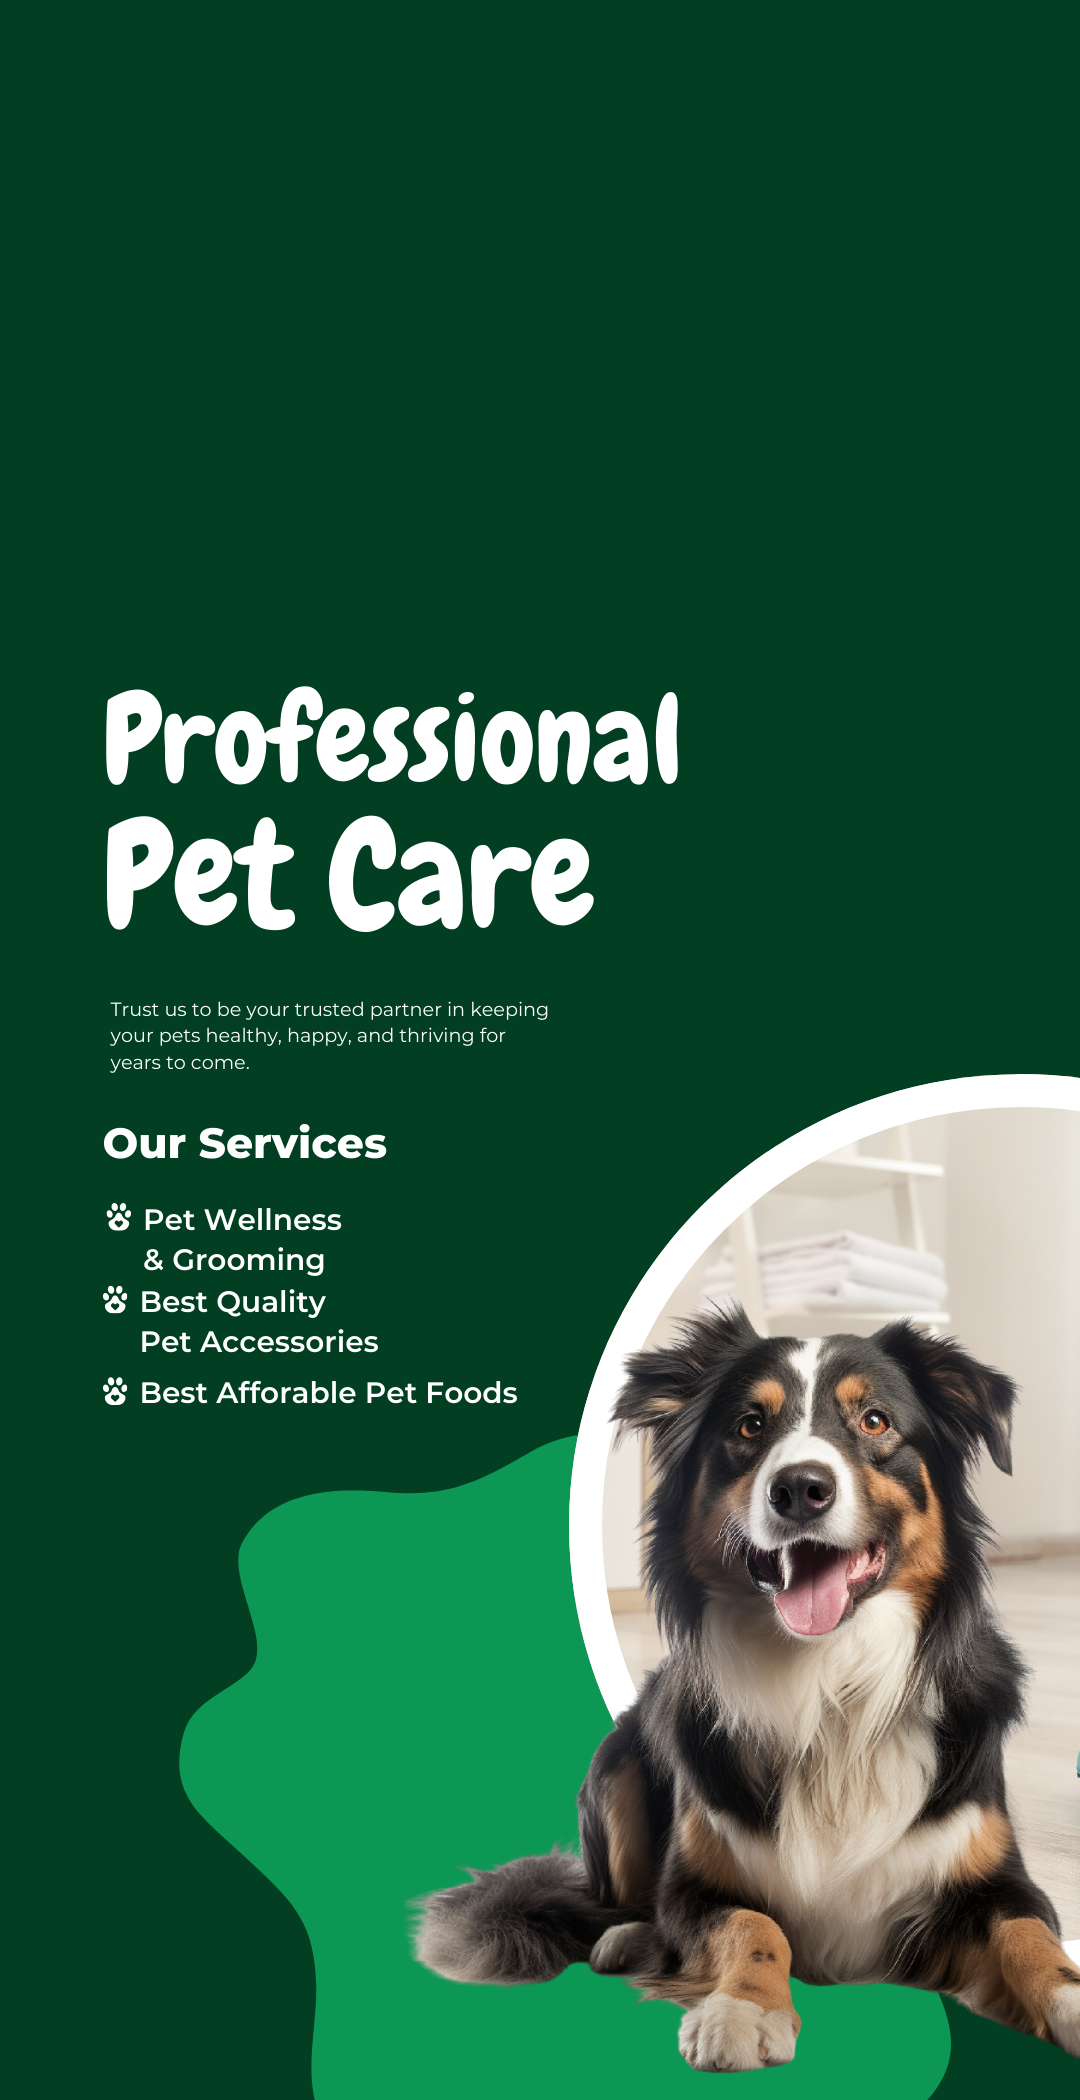 Professional
Pet Care
Trust us to be your trusted partner in keeping
your pets healthy, happy, and thriving for
years to come.
Our Services
Pet Wellness
& Grooming
Best Quality
Pet Accessories
Best Afforable Pet Foods